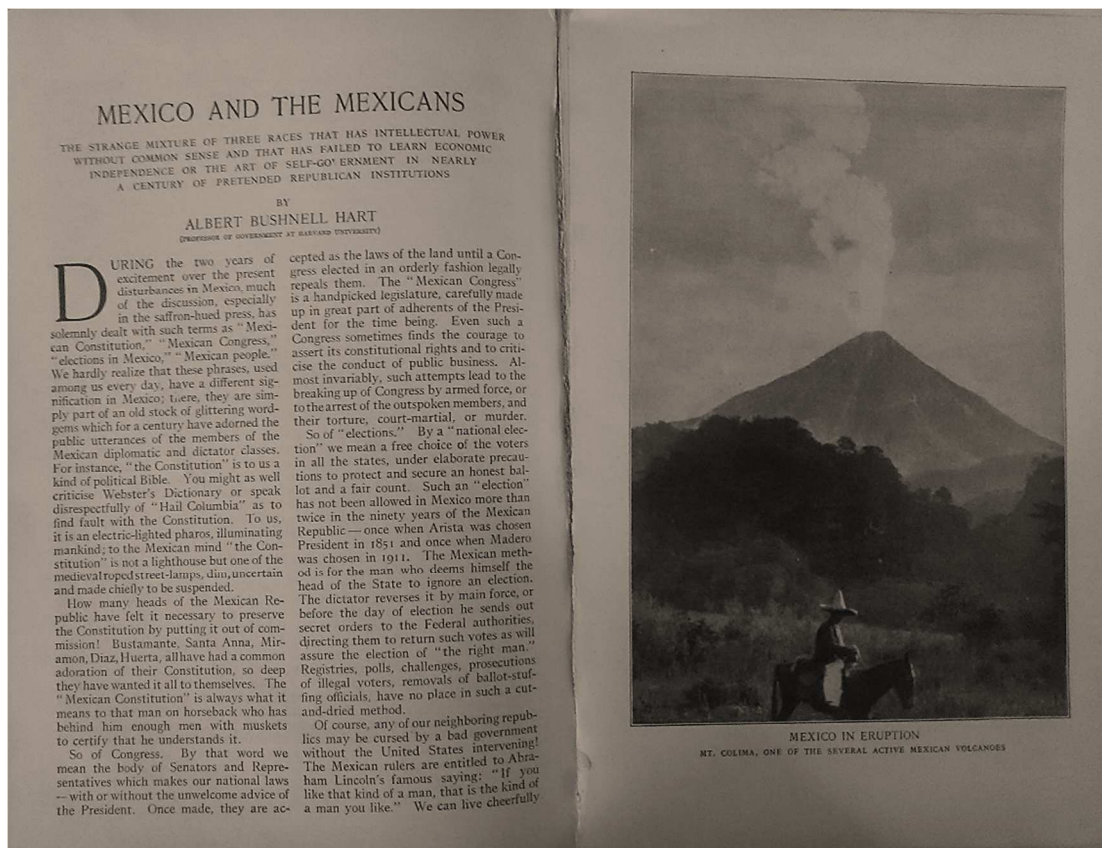 MEXICO AND THE MEXICANS
THE STRANGE MIXTURE OF THREE RACES THAT HAS INTELLECTUAL POWER
WITHOUT COMMON SENSE AND THAT HAS FAILED TO LEARN ECONOMIC
INDEPENDENCE OR THE ART OF SELF-GO' ERNMENT IN NEARLY
A CENTURY OF PRETENDED REPUBLICAN INSTITUTIONS
BY
ALBERT BUSHNELL HART
(PROFESSOR OF GOVERNMENT AT HARVARD UNIVERSITY)
DURING the two years of
excitement over the present
disturbances in Mexico, much
of the discussion, especially
in the saffron-hued press, has
solemnly dealt with such terms as "Mexi-
can Constitution," "Mexican Congress,"
"elections in Mexico," "Mexican people."
We hardly realize that these phrases, used
among us every day, have a different sig-
nification in Mexico; there, they are sim-
ply part of an old stock of glittering word-
gems which for a century have adorned the
public utterances of the members of the
Mexican diplomatic and dictator classes.
For instance, "the Constitution" is to us a
kind of political Bible. You might as well
criticise Webster's Dictionary or speak
disrespectfully of "Hail Columbia" as to
find fault with the Constitution. To us,
it is an electric-lighted pharos, illuminating
mankind; to the Mexican mind "the Con-
stitution" is not a lighthouse but one of the
medieval roped street-lamps, dim, uncertain
and made chiefly to be suspended.
How many heads of the Mexican Re-
public have felt it necessary to preserve
the Constitution by putting it out of com-
mission! Bustamante, Santa Anna, Mir-
amon, Diaz, Huerta, all have had a common
adoration of their Constitution, so deep
they have wanted it all to themselves. The
"Mexican Constitution" is always what it
means to that man on horseback who has
behind him enough men with muskets
to certify that he understands it.
So of Congress. By that word we
mean the body of Senators and Repre-
sentatives which makes our national laws
—with or without the unwelcome advice of
the President. Once made, they are ac-
cepted as the laws of the land until a Con-
gress elected in an orderly fashion legally
repeals them. The "Mexican Congress"
is a handpicked legislature, carefully made
up in great part of adherents of the Presi-
dent for the time being. Even such a
Congress sometimes finds the courage to
assert its constitutional rights and to criti-
cise the conduct of public business. Al-
most invariably, such attempts lead to the
breaking up of Congress by armed force, or
to the arrest of the outspoken members, and
their torture, court-martial, or murder.
So of "elections." By a "national elec-
tion" we mean a free choice of the voters
in all the states, under elaborate precau-
tions to protect and secure an honest bal-
lot and a fair count. Such an "election"
has not been allowed in Mexico more than
twice in the ninety years of the Mexican
Republic—once when Arista was chosen
President in 1851 and once when Madero
was chosen in 1911. The Mexican meth-
od is for the man who deems himself the
head of the State to ignore an election.
The dictator reverses it by main force, or
before the day of election he sends out
secret orders to the Federal authorities,
directing them to return such votes as will
assure the election of "the right man."
Registries, polls, challenges, prosecutions
of illegal voters, removals of ballot-stuf-
fing officials, have no place in such a cut-
and-dried method.
Of course, any of our neighboring repub-
lics may be cursed by a bad government
without the United States intervening!
The Mexican rulers are entitled to Abra-
ham Lincoln's famous saying: "If you
like that kind of a man, that is the kind of
a man you like." We can live cheerfully
MEXICO IN ERUPTION
MT. COLIMA, ONE OF THE SEVERAL ACTIVE MEXICAN VOLCANOES